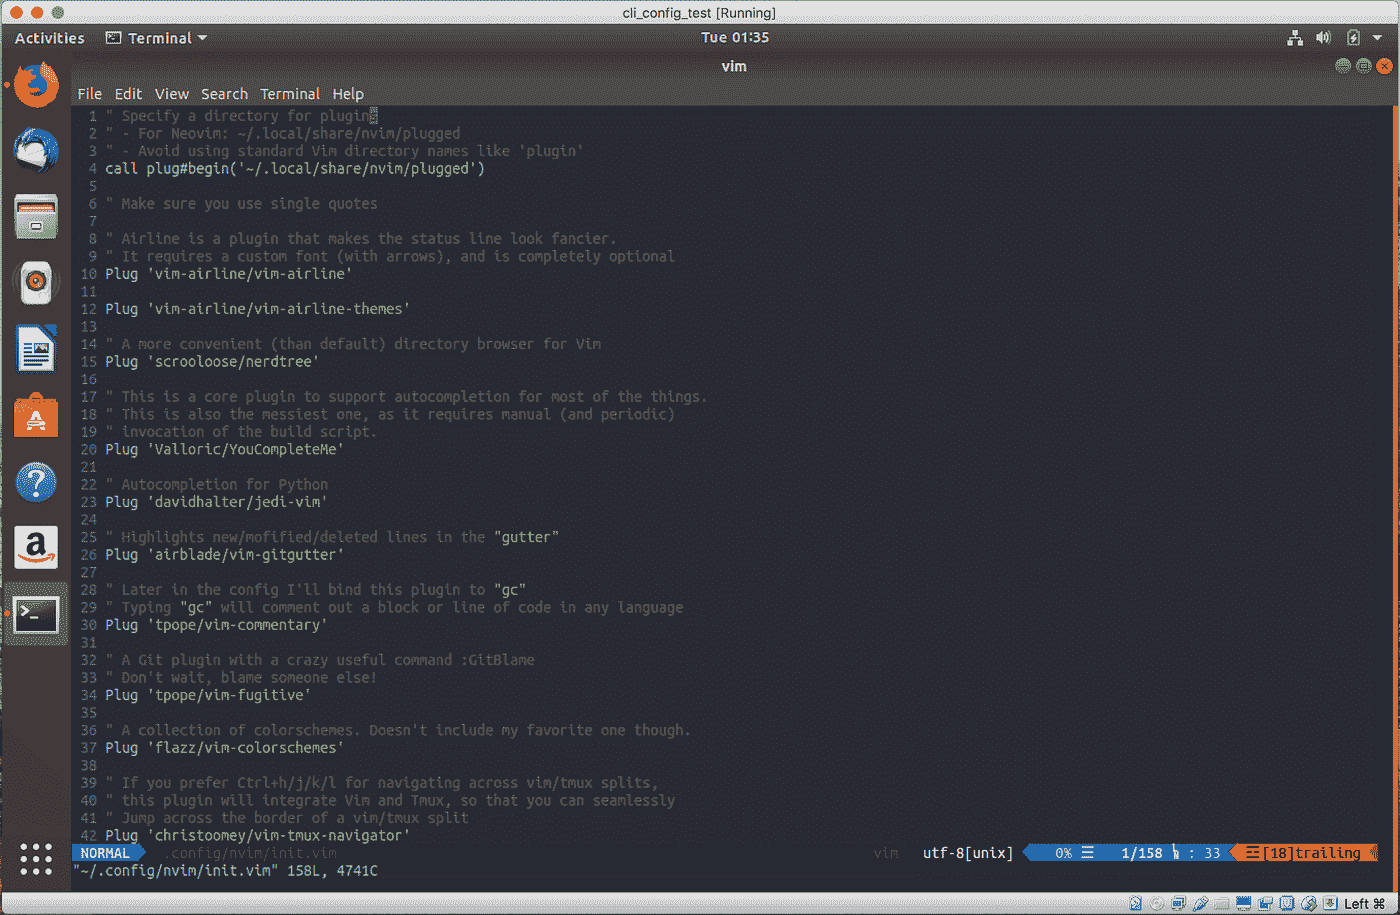 cli_config_test [Running]
Activities Terminal Tue 01:35
vim
File Edit View Search Terminal Help
1 " Specify a directory for plugins
2 " - For Neovim: ~/.local/share/nvim/plugged
3 " - Avoid using standard Vim directory names like 'plugin'
4 call plug#begin('~/.local/share/nvim/plugged')
5
6 " Make sure you use single quotes
7
8 " Airline is a plugin that makes the status line look fancier.
9 " It requires a custom font (with arrows), and is completely optional
10 Plug 'vim-airline/vim-airline'
11
12 Plug 'vim-airline/vim-airline-themes'
13
14 " A more convenient (than default) directory browser for Vim
15 Plug 'scrooloose/nerdtree'
16
17 " This is a core plugin to support autocompletion for most of the things.
18 " This is also the messiest one, as it requires manual (and periodic)
19 " invocation of the build script.
20 Plug 'Valloric/YouCompleteMe'
21
22 " Autocompletion for Python
23 Plug 'davidhalter/jedi-vim'
24
25 " Highlights new/mofified/deleted lines in the "gutter"
26 Plug 'airblade/vim-gitgutter'
27
28 " Later in the config I'll bind this plugin to "gc"
29 " Typing "gc" will comment out a block or line of code in any language
30 Plug 'tpope/vim-commentary'
31
32 " A Git plugin with a crazy useful command :GitBlame
33 " Don't wait, blame someone else!
34 Plug 'tpope/vim-fugitive'
35
36 " A collection of colorschemes. Doesn't include my favorite one though.
37 Plug 'flazz/vim-colorschemes'
38
39 " If you prefer Ctrl+h/j/k/l for navigating across vim/tmux splits,
40 " this plugin will integrate Vim and Tmux, so that you can seamlessly
41 " Jump across the border of a vim/tmux split
42 Plug 'christoomey/vim-tmux-navigator'
NORMAL .config/nvim/init.vim vim utf-8[unix] 0% ☰ 1/158 : 33 ☲[18]trailing
"~/.config/nvim/init.vim" 158L, 4741C
Left ⌘